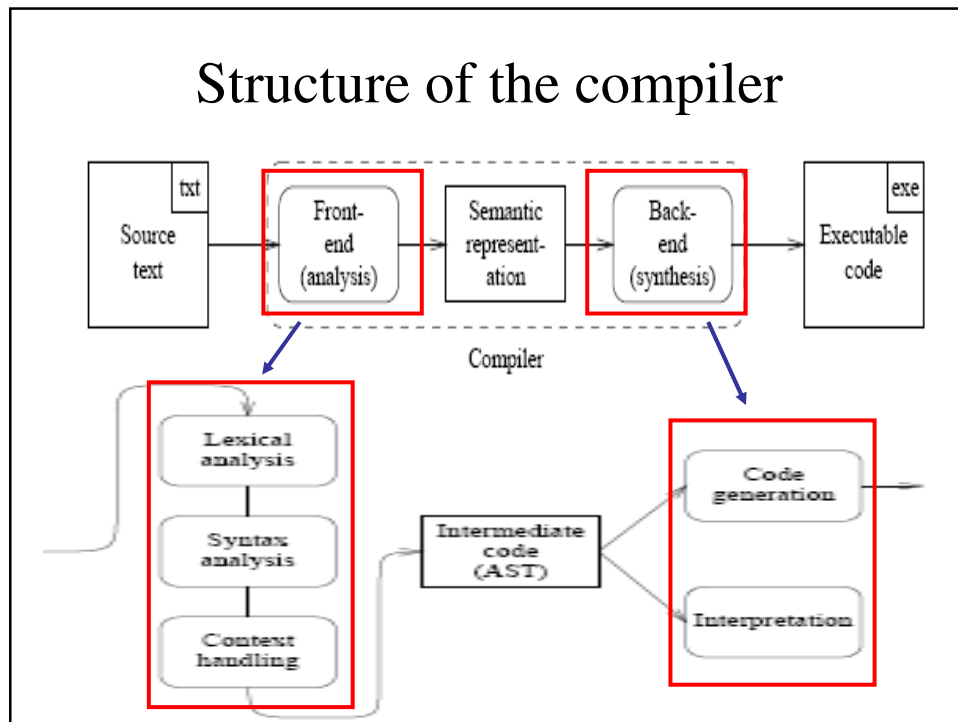 Structure of the compiler
txt
Source
text
Front-
end
(analysis)
Semantic
represent-
ation
Back-
end
(synthesis)
exe
Executable
code
Compiler
Lexical
analysis
Syntax
analysis
Context
handling
Intermediate
code
(AST)
Code
generation
Interpretation